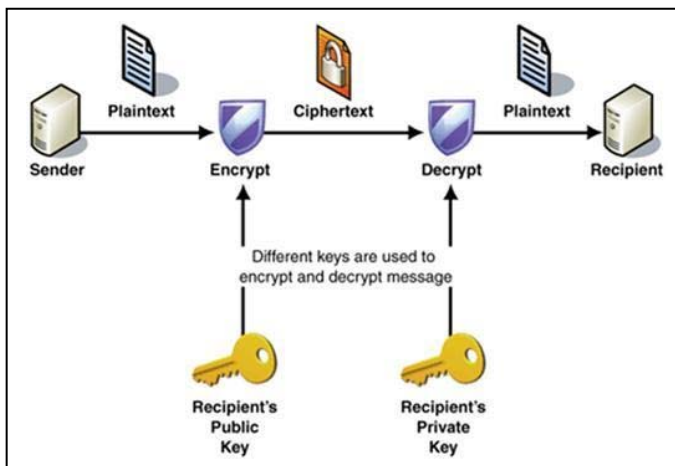 Plaintext
Ciphertext
Plaintext
Sender
Encrypt
Decrypt
Recipient
Different keys are used to
encrypt and decrypt message
Recipient's
Public
Key
Recipient's
Private
Key